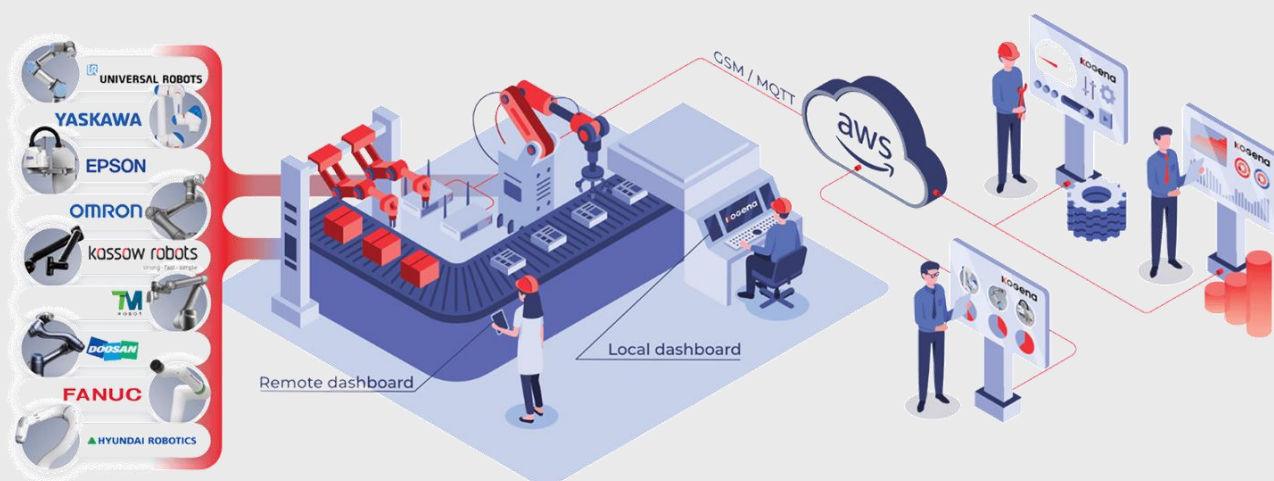 UR
UNIVERSAL ROBOTS
YASKAWA
EPSON
OMRON
kassow robots
strong · fast · simple
TM
ROBOT
DOOSAN
FANUC
HYUNDAI ROBOTICS
Remote dashboard
Local dashboard
kogena
GSM / MQTT
aws
kogena
kogena
kogena